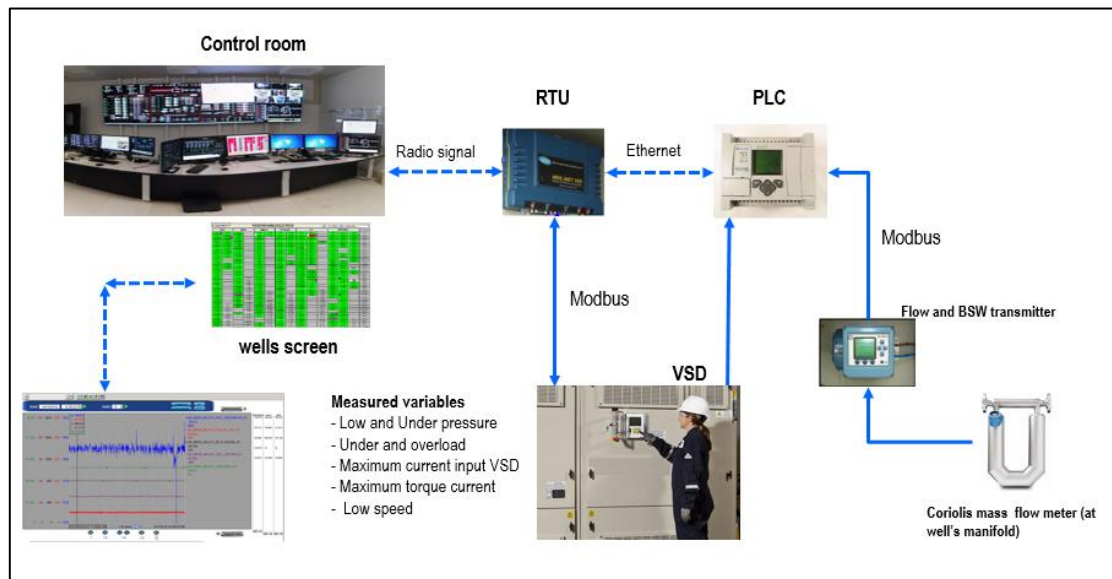 Control room
RTU
PLC
Radio signal
Ethernet
Modbus
Modbus
Flow and BSW transmitter
wells screen
VSD
Measured variables
- Low and Under pressure
- Under and overload
- Maximum current input VSD
- Maximum torque current
- Low speed
Coriolis mass flow meter (at
well's manifold)